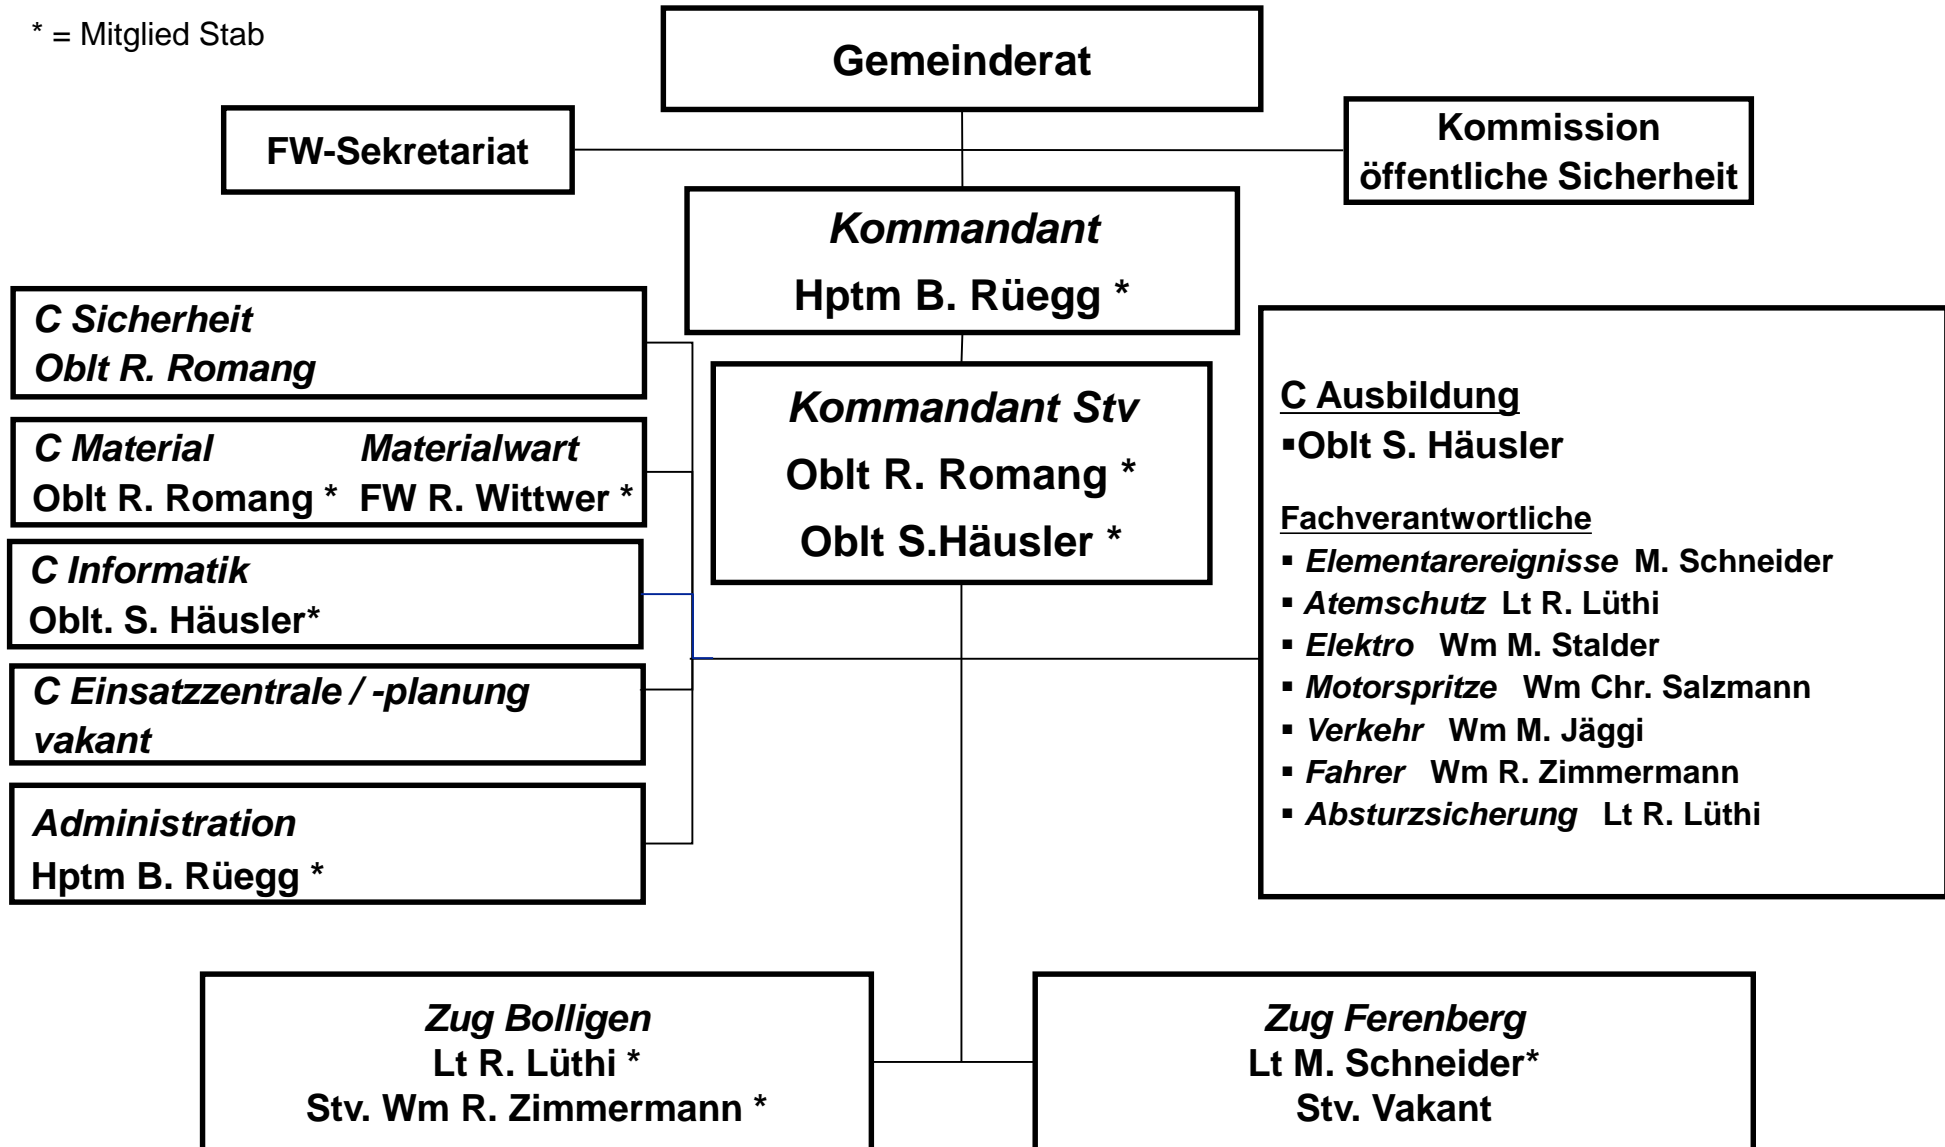 * = Mitglied Stab
Gemeinderat
FW-Sekretariat
Kommission
öffentliche Sicherheit
Kommandant
Hptm B. Rüegg *
Kommandant Stv
Oblt R. Romang *
Oblt S.Häusler *
C Sicherheit
Oblt R. Romang
C Material Materialwart
Oblt R. Romang * FW R. Wittwer *
C Informatik
Oblt. S. Häusler*
C Einsatzzentrale / -planung
vakant
Administration
Hptm B. Rüegg *
C Ausbildung
▪Oblt S. Häusler
Fachverantwortliche
▪ Elementarereignisse M. Schneider
▪ Atemschutz Lt R. Lüthi
▪ Elektro Wm M. Stalder
▪ Motorspritze Wm Chr. Salzmann
▪ Verkehr Wm M. Jäggi
▪ Fahrer Wm R. Zimmermann
▪ Absturzsicherung Lt R. Lüthi
Zug Bolligen
Lt R. Lüthi *
Stv. Wm R. Zimmermann *
Zug Ferenberg
Lt M. Schneider*
Stv. Vakant